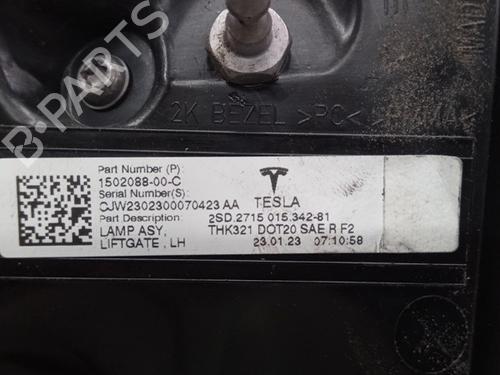 B-PARTS
2K BEZEL >PC<
Part Number (P):
1502088-00-C
Serial Number(S):
CJW2302300070423 AA
TESLA
Part Description:
2SD.2715 015.342-81
LAMP ASY,
THK321 DOT20 SAE R F2
LIFTGATE , LH
23.01.23 07:10:58